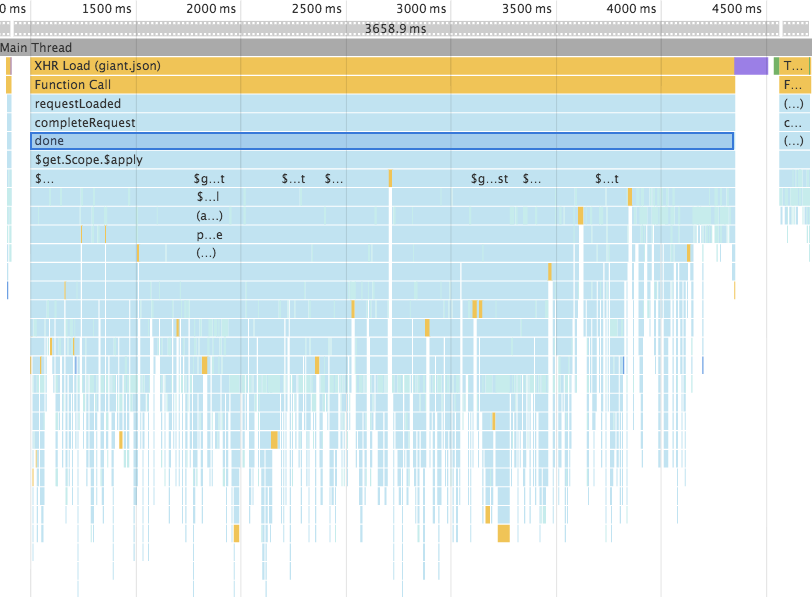 0 ms 1500 ms 2000 ms 2500 ms 3000 ms 3500 ms 4000 ms 4500 ms
3658.9 ms
Main Thread
XHR Load (giant.json) T...
Function Call F...
requestLoaded (...)
completeRequest c...
done (...)
$get.Scope.$apply
$... $g...t $...t $... $g...st $... $...t
$...l
(a...)
p...e
(...)